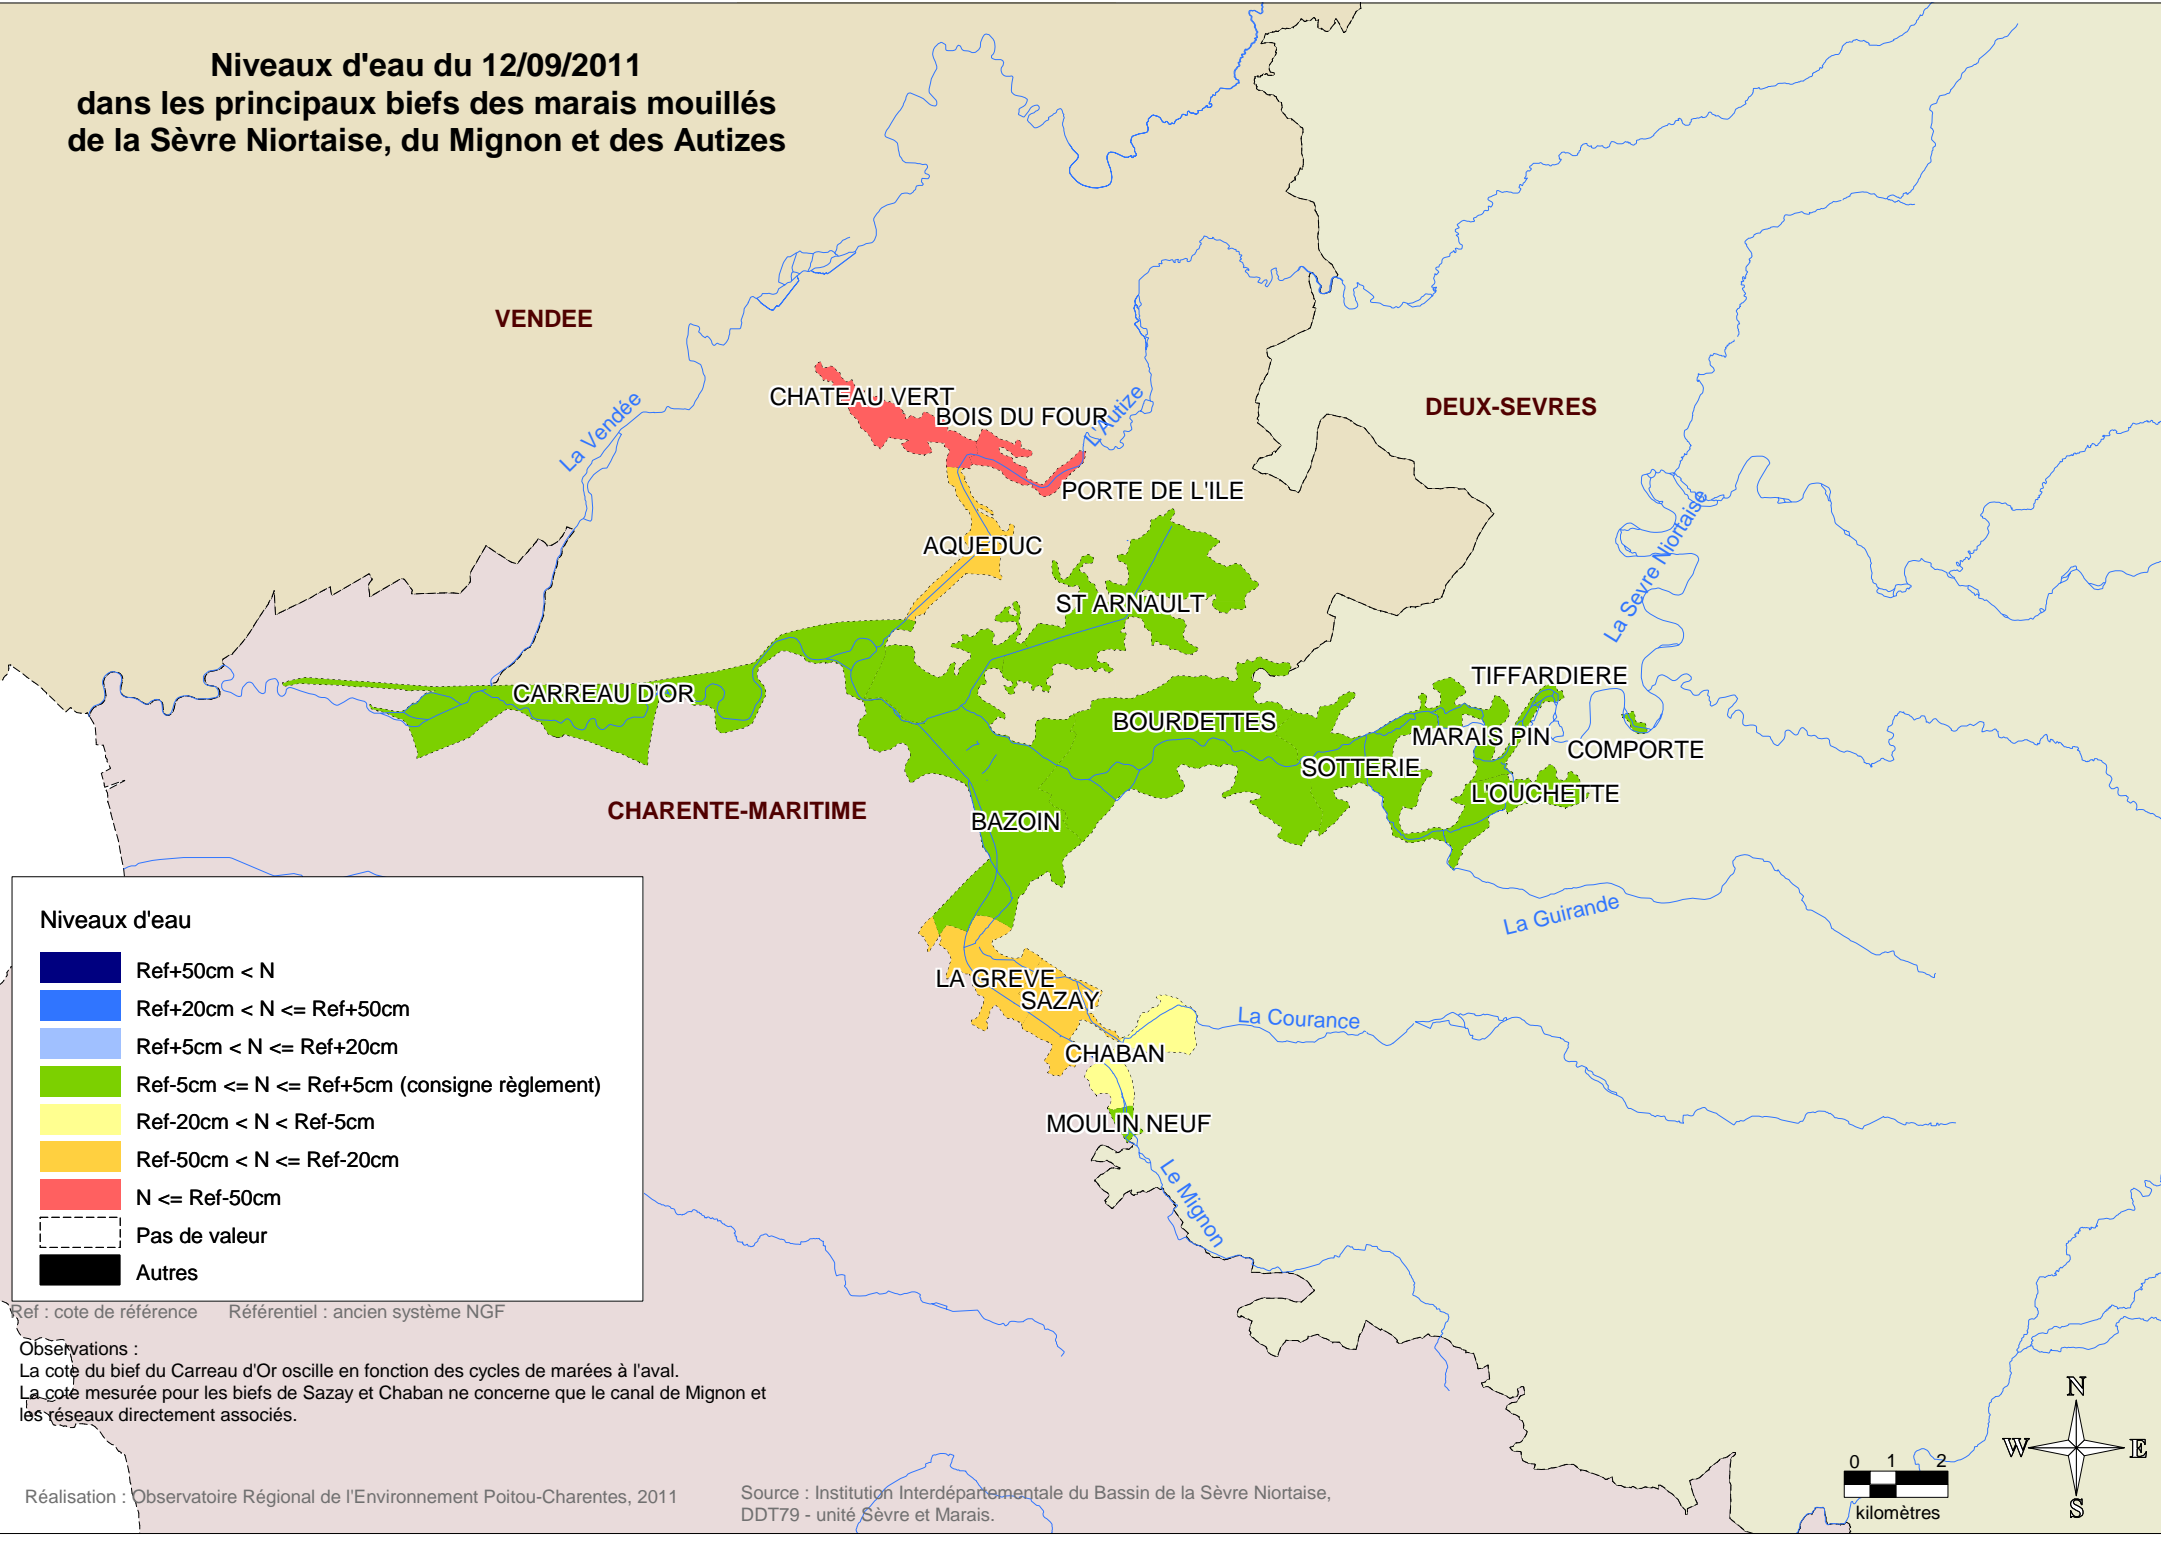 Niveaux d'eau du 12/09/2011
dans les principaux biefs des marais mouillés
de la Sèvre Niortaise, du Mignon et des Autizes
VENDEE
La Vendée
CHATEAU VERT
BOIS DU FOUR
L'Autize
DEUX-SEVRES
PORTE DE L'ILE
AQUEDUC
ST ARNAULT
La Sevre Niortaise
CARREAU D'OR
TIFFARDIERE
BOURDETTES
MARAIS PIN
COMPORTE
SOTTERIE
L'OUCHETTE
CHARENTE-MARITIME
BAZOIN
La Guirande
LA GREVE
SAZAY
La Courance
CHABAN
MOULIN NEUF
Le Mignon
Niveaux d'eau
Ref+50cm < N
Ref+20cm < N <= Ref+50cm
Ref+5cm < N <= Ref+20cm
Ref-5cm <= N <= Ref+5cm (consigne règlement)
Ref-20cm < N < Ref-5cm
Ref-50cm < N <= Ref-20cm
N <= Ref-50cm
Pas de valeur
Autres
Ref : cote de référence Référentiel : ancien système NGF
Observations :
La cote du bief du Carreau d'Or oscille en fonction des cycles de marées à l'aval.
La cote mesurée pour les biefs de Sazay et Chaban ne concerne que le canal de Mignon et
les réseaux directement associés.
Réalisation : Observatoire Régional de l'Environnement Poitou-Charentes, 2011
Source : Institution Interdépartementale du Bassin de la Sèvre Niortaise,
DDT79 - unité Sèvre et Marais.
0 1 2
kilomètres
N
W E
S